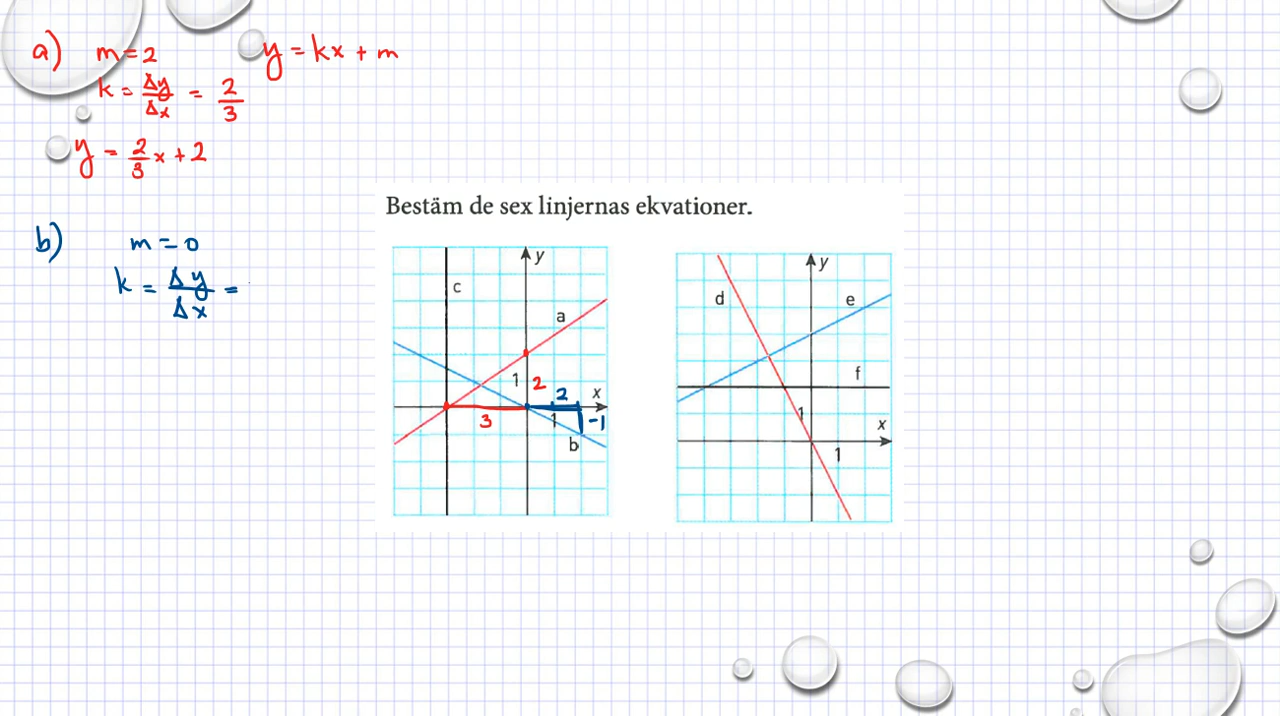 a) m=2 y = kx + m
k = Δy/Δx = 2/3
y = 2/3 x + 2
b) m = 0
k = Δy/Δx =
Bestäm de sex linjernas ekvationer.
y
c
a
1 2
x
2
3
1
-1
b
y
d
e
f
1
x
1